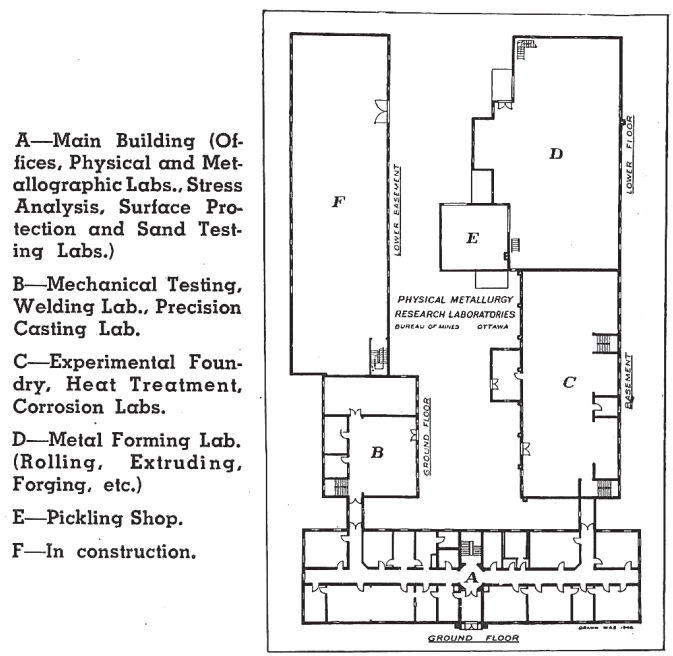 A—Main Building (Of-
fices, Physical and Met-
allographic Labs., Stress
Analysis, Surface Pro-
tection and Sand Test-
ing Labs.)
B—Mechanical Testing,
Welding Lab., Precision
Casting Lab.
C—Experimental Foun-
dry, Heat Treatment,
Corrosion Labs.
D—Metal Forming Lab.
(Rolling, Extruding,
Forging, etc.)
E—Pickling Shop.
F—In construction.
F
LOWER BASEMENT
D
LOWER FLOOR
E
PHYSICAL METALLURGY
RESEARCH LABORATORIES
BUREAU OF MINES OTTAWA
C
BASEMENT
B
GROUND FLOOR
A
GROUND FLOOR
DRAWN